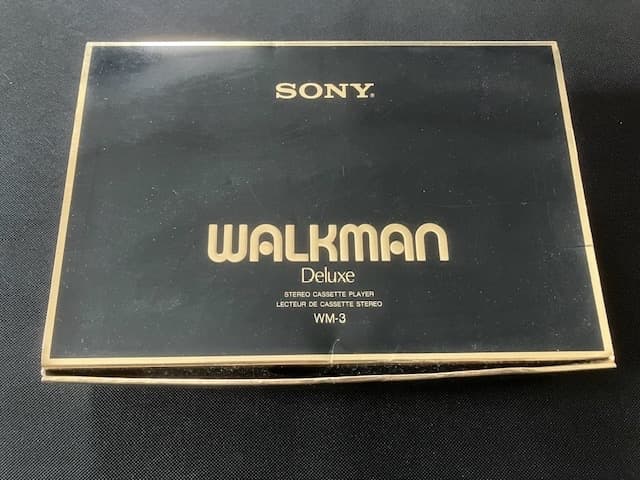 SONY®
WALKMAN
Deluxe
STEREO CASSETTE PLAYER
LECTEUR DE CASSETTE STEREO
WM-3